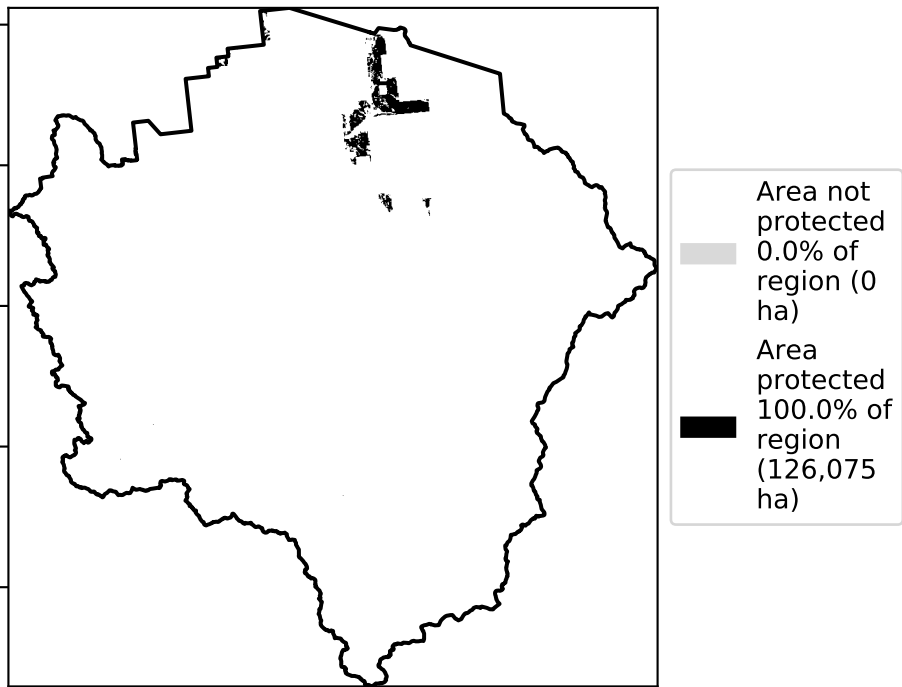 Area not
protected
0.0% of
region (0
ha)
Area
protected
100.0% of
region
(126,075
ha)